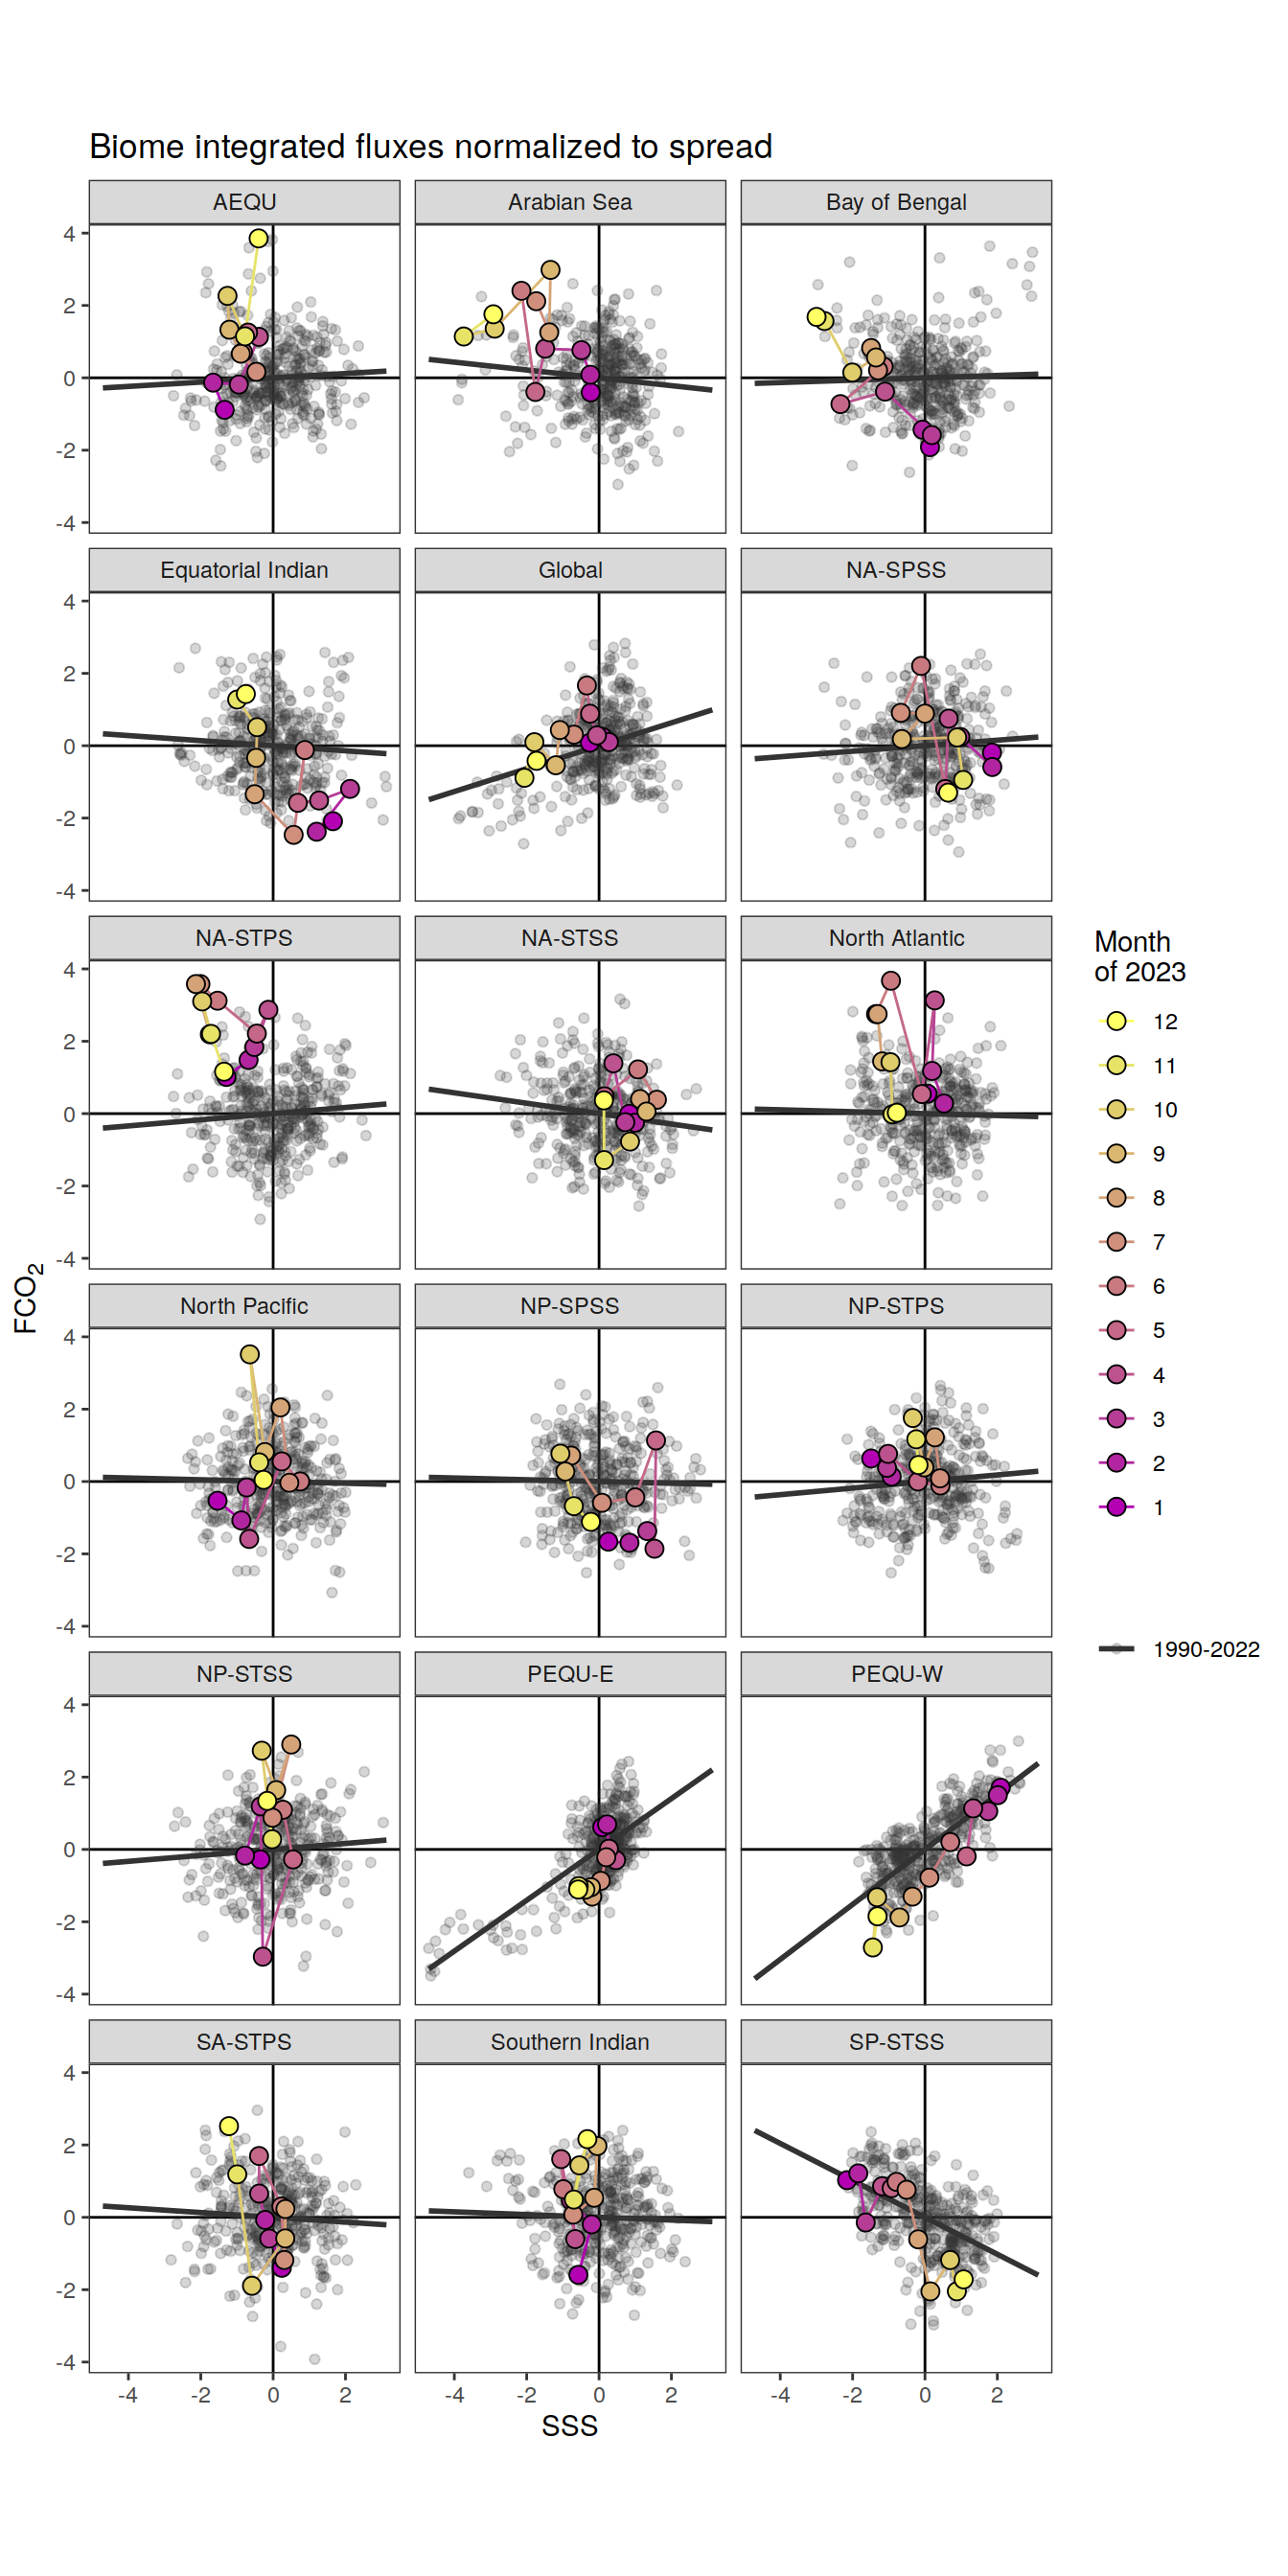 Biome integrated fluxes normalized to spread
AEQU
Arabian Sea
Bay of Bengal
4
2
0
-2
-4
Equatorial Indian
Global
NA-SPSS
4
2
0
-2
-4
NA-STPS
NA-STSS
North Atlantic
4
2
0
-2
-4
North Pacific
NP-SPSS
NP-STPS
4
2
0
-2
-4
NP-STSS
PEQU-E
PEQU-W
4
2
0
-2
-4
SA-STPS
Southern Indian
SP-STSS
4
2
0
-2
-4
-4 -2 0 2
-4 -2 0 2
-4 -2 0 2
SSS
FCO₂
Month
of 2023
12
11
10
9
8
7
6
5
4
3
2
1
1990-2022